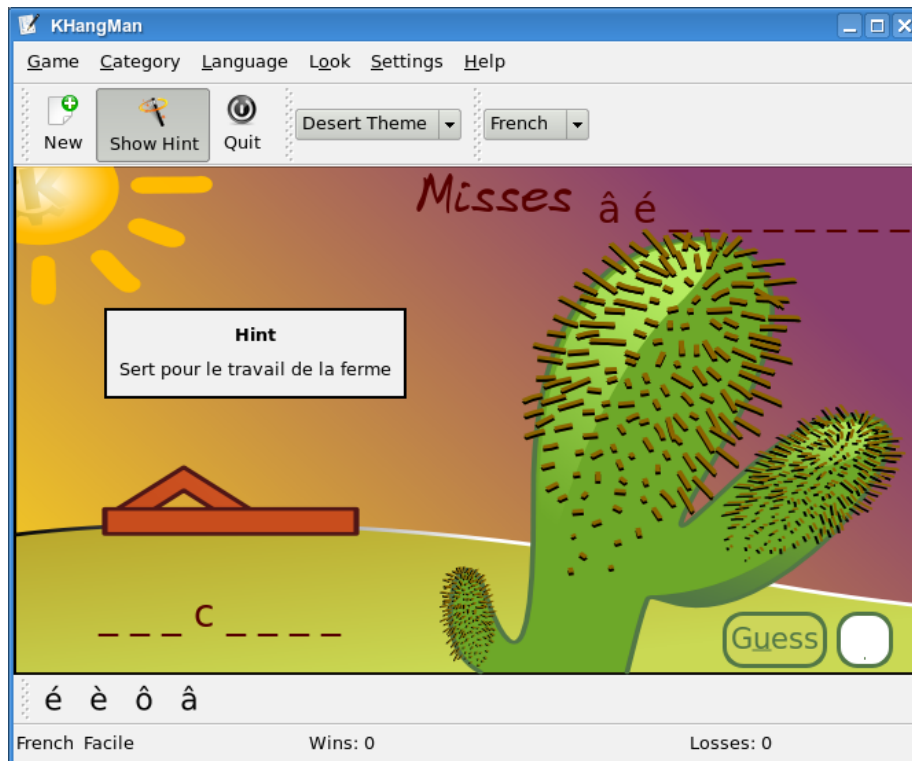 KHangMan
Game Category Language Look Settings Help
New Show Hint Quit Desert Theme French
K
Misses â é _ _ _ _ _ _ _ _
Hint
Sert pour le travail de la ferme
_ _ _ c _ _ _ _
Guess
é è ô â
French Facile Wins: 0 Losses: 0